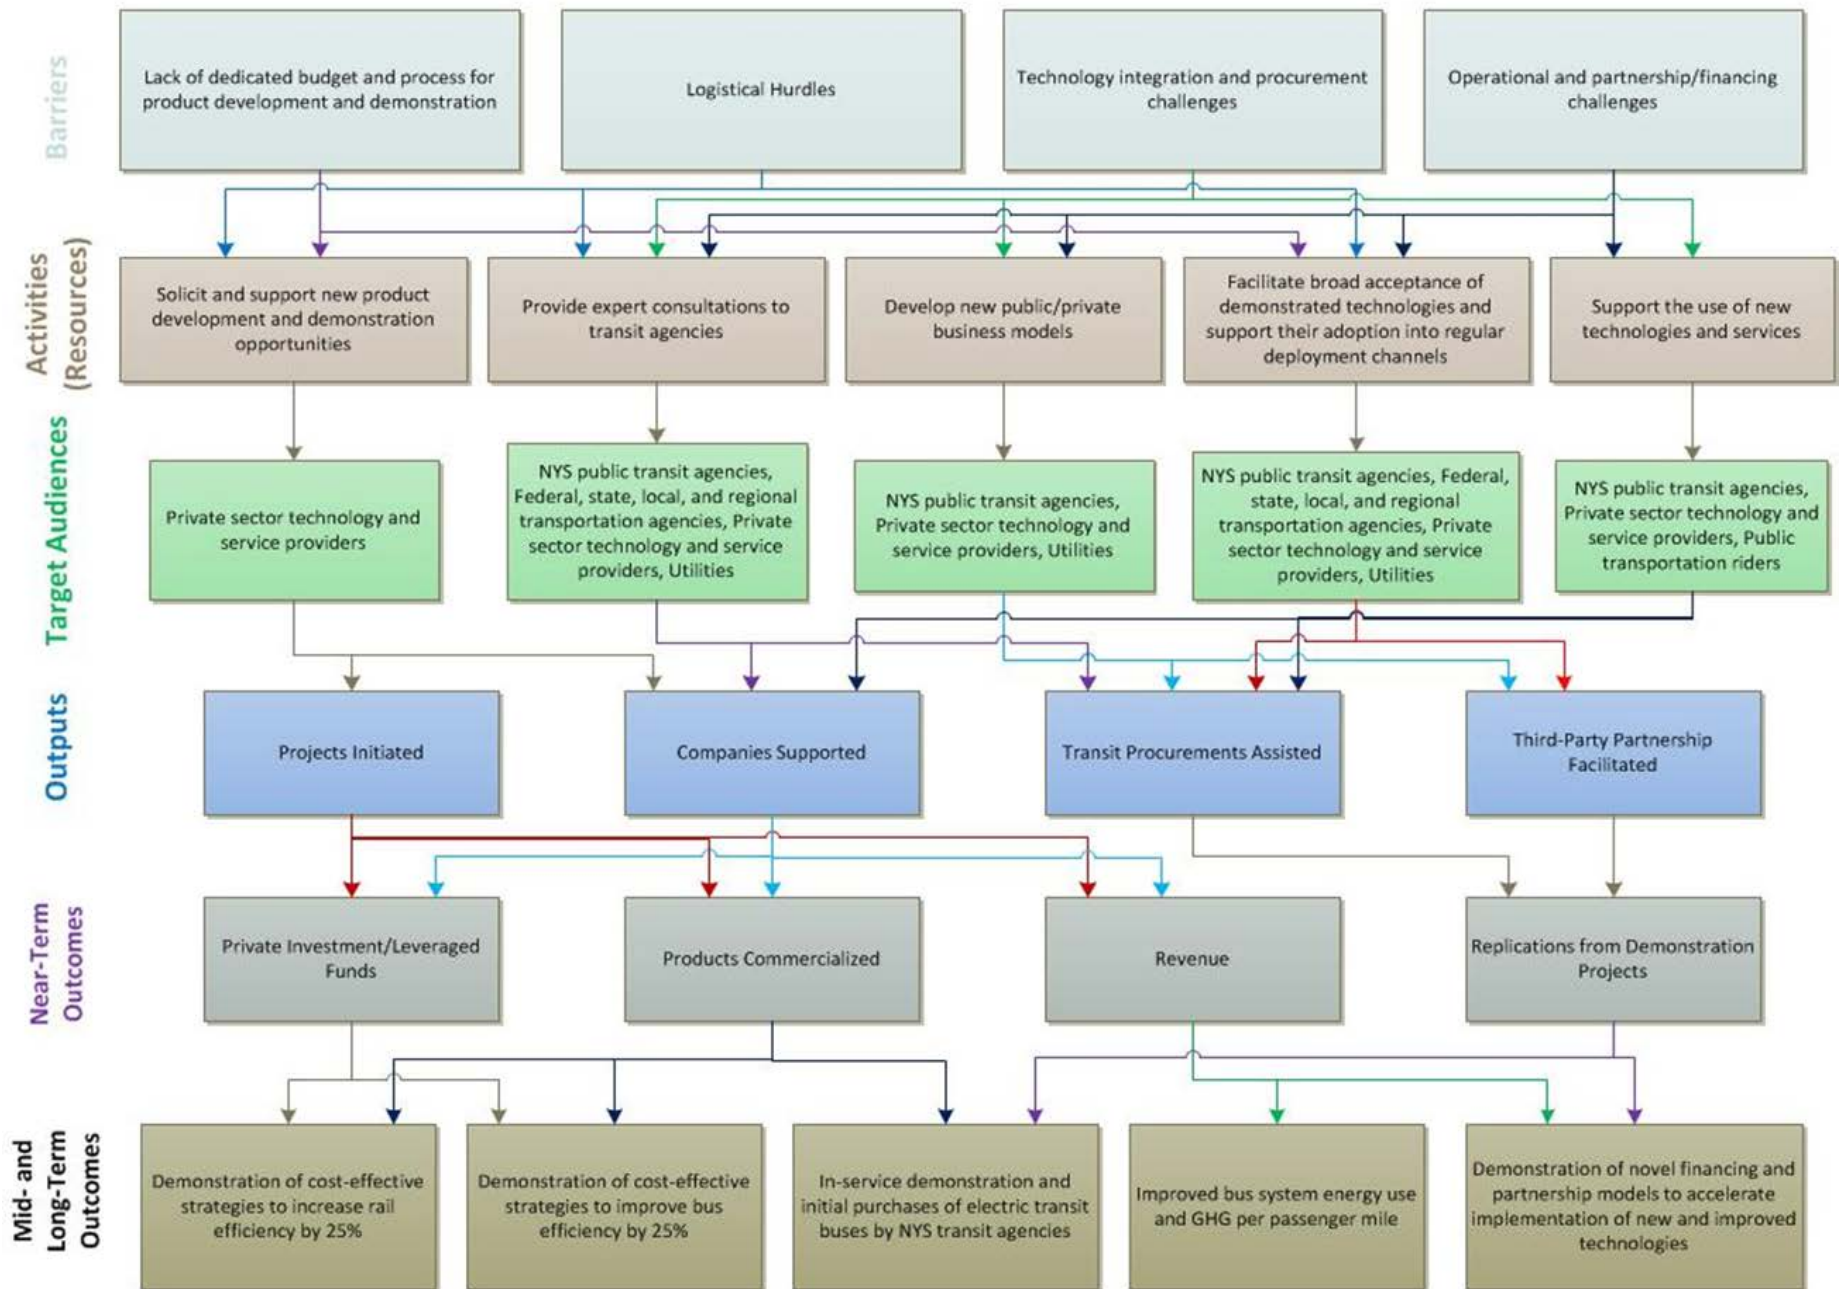 Barriers
Lack of dedicated budget and process for
product development and demonstration
Logistical Hurdles
Technology integration and procurement
challenges
Operational and partnership/financing
challenges
Activities
(Resources)
Solicit and support new product
development and demonstration
opportunities
Provide expert consultations to
transit agencies
Develop new public/private
business models
Facilitate broad acceptance of
demonstrated technologies and
support their adoption into regular
deployment channels
Support the use of new
technologies and services
Target Audiences
Private sector technology and
service providers
NYS public transit agencies,
Federal, state, local, and regional
transportation agencies, Private
sector technology and service
providers, Utilities
NYS public transit agencies,
Private sector technology and
service providers, Utilities
NYS public transit agencies, Federal,
state, local, and regional
transportation agencies, Private
sector technology and service
providers, Utilities
NYS public transit agencies,
Private sector technology and
service providers, Public
transportation riders
Outputs
Projects Initiated
Companies Supported
Transit Procurements Assisted
Third-Party Partnership
Facilitated
Near-Term
Outcomes
Private Investment/Leveraged
Funds
Products Commercialized
Revenue
Replications from Demonstration
Projects
Mid- and
Long-Term
Outcomes
Demonstration of cost-effective
strategies to increase rail
efficiency by 25%
Demonstration of cost-effective
strategies to improve bus
efficiency by 25%
In-service demonstration and
initial purchases of electric transit
buses by NYS transit agencies
Improved bus system energy use
and GHG per passenger mile
Demonstration of novel financing and
partnership models to accelerate
implementation of new and improved
technologies